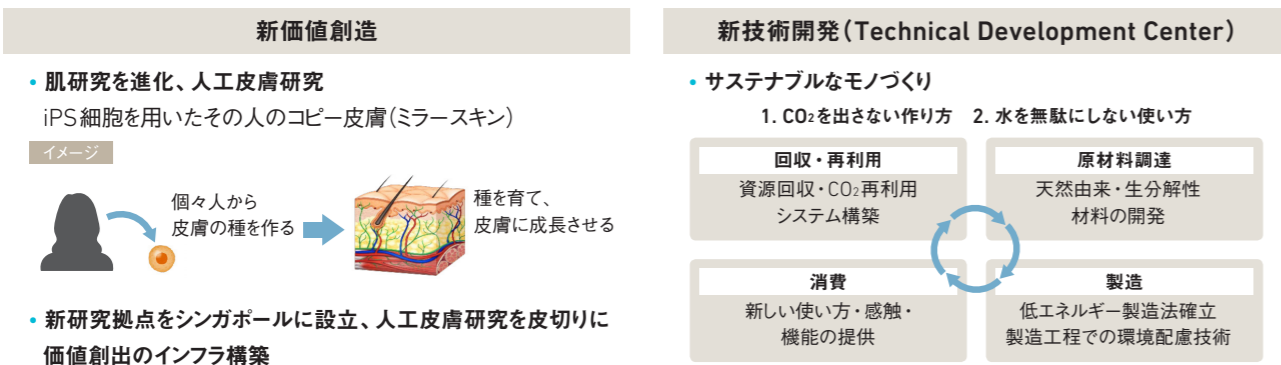 新価値創造
• 肌研究を進化、人工皮膚研究
iPS細胞を用いたその人のコピー皮膚（ミラースキン）
イメージ
個々人から
皮膚の種を作る
種を育て、
皮膚に成長させる
• 新研究拠点をシンガポールに設立、人工皮膚研究を皮切りに
価値創出のインフラ構築
新技術開発（Technical Development Center）
• サステナブルなモノづくり
1. CO₂を出さない作り方 2. 水を無駄にしない使い方
回収・再利用
資源回収・CO₂再利用
システム構築
原材料調達
天然由来・生分解性
材料の開発
消費
新しい使い方・感触・
機能の提供
製造
低エネルギー製造法確立
製造工程での環境配慮技術